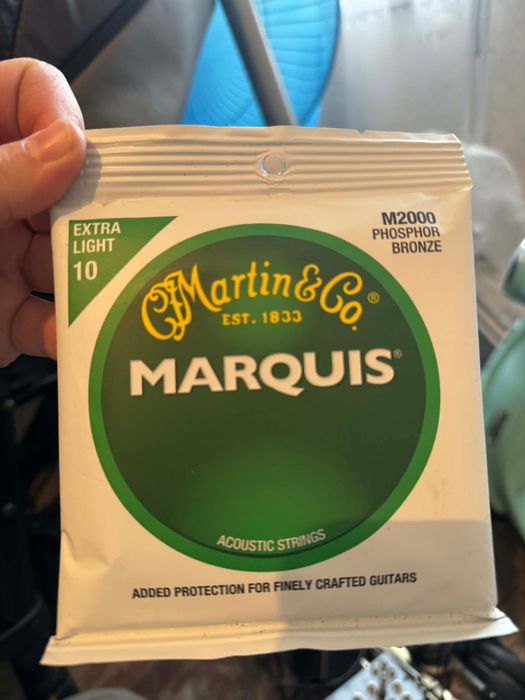 EXTRA
LIGHT
10
M2000
PHOSPHOR
BRONZE
CFMartin & Co.®
EST. 1833
MARQUIS®
ACOUSTIC STRINGS
ADDED PROTECTION FOR FINELY CRAFTED GUITARS